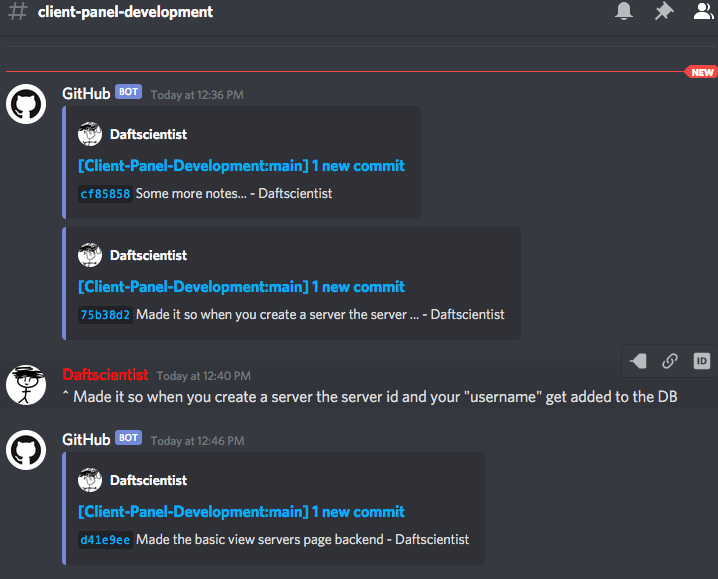 # client-panel-development
NEW
GitHub BOT Today at 12:36 PM
Daftscientist
[Client-Panel-Development:main] 1 new commit
cf85858 Some more notes... - Daftscientist
Daftscientist
[Client-Panel-Development:main] 1 new commit
75b38d2 Made it so when you create a server the server ... - Daftscientist
ID
Daftscientist Today at 12:40 PM
^ Made it so when you create a server the server id and your "username" get added to the DB
GitHub BOT Today at 12:46 PM
Daftscientist
[Client-Panel-Development:main] 1 new commit
d41e9ee Made the basic view servers page backend - Daftscientist